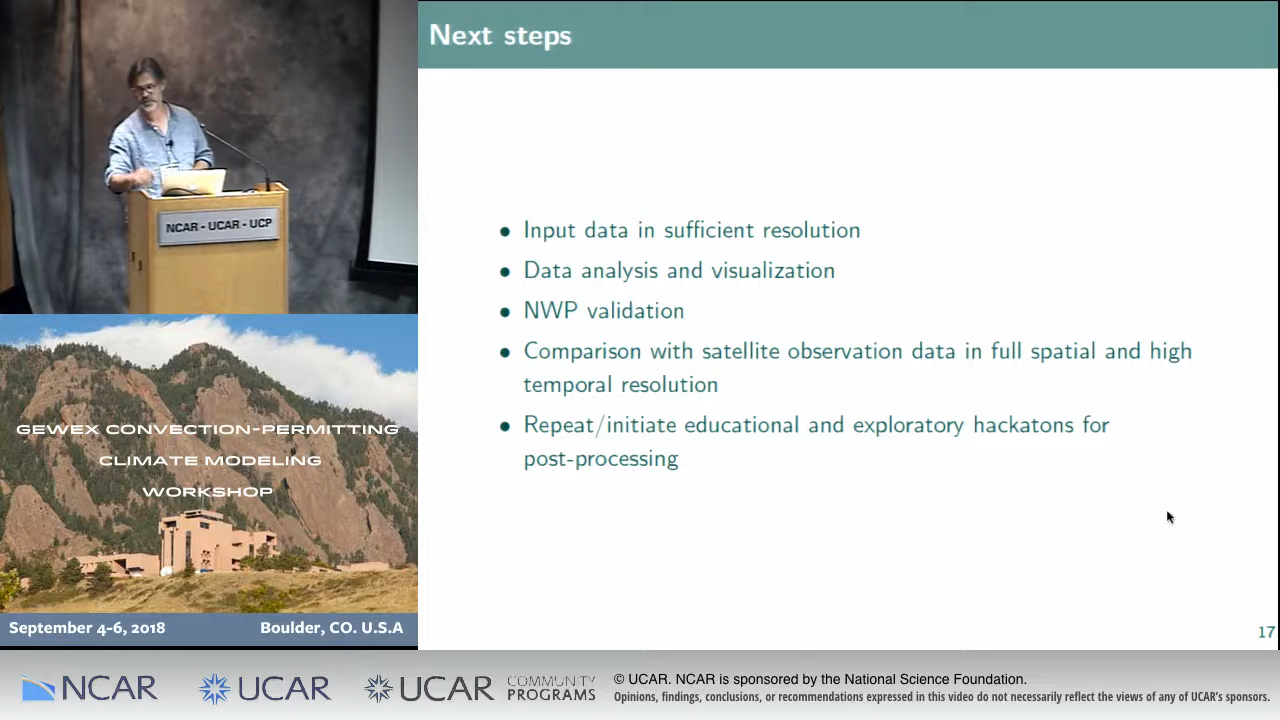 Next steps
NCAR • UCAR • UCP
• Input data in sufficient resolution
• Data analysis and visualization
• NWP validation
• Comparison with satellite observation data in full spatial and high
temporal resolution
• Repeat/initiate educational and exploratory hackatons for
post-processing
17
GEWEX CONVECTION-PERMITTING
CLIMATE MODELING
WORKSHOP
September 4-6, 2018 Boulder, CO. U.S.A
NCAR UCAR UCAR COMMUNITY
PROGRAMS
© UCAR. NCAR is sponsored by the National Science Foundation.
Opinions, findings, conclusions, or recommendations expressed in this video do not necessarily reflect the views of any of UCAR's sponsors.